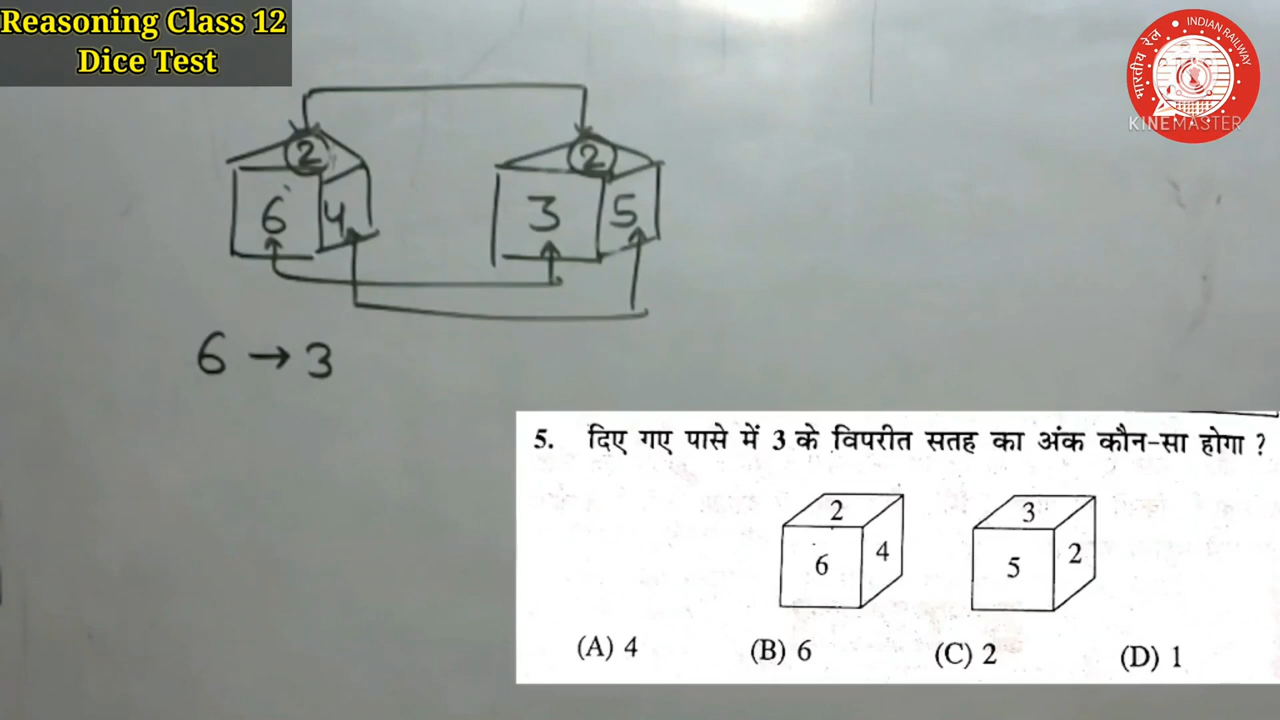 Reasoning Class 12
Dice Test
भारतीय रेल INDIAN RAILWAY
KINEMASTER
2 2
6 4 3 5
6 → 3
5. दिए गए पासे में 3 के विपरीत सतह का अंक कौन-सा होगा ?
2 3
6 4 5 2
(A) 4 (B) 6 (C) 2 (D) 1